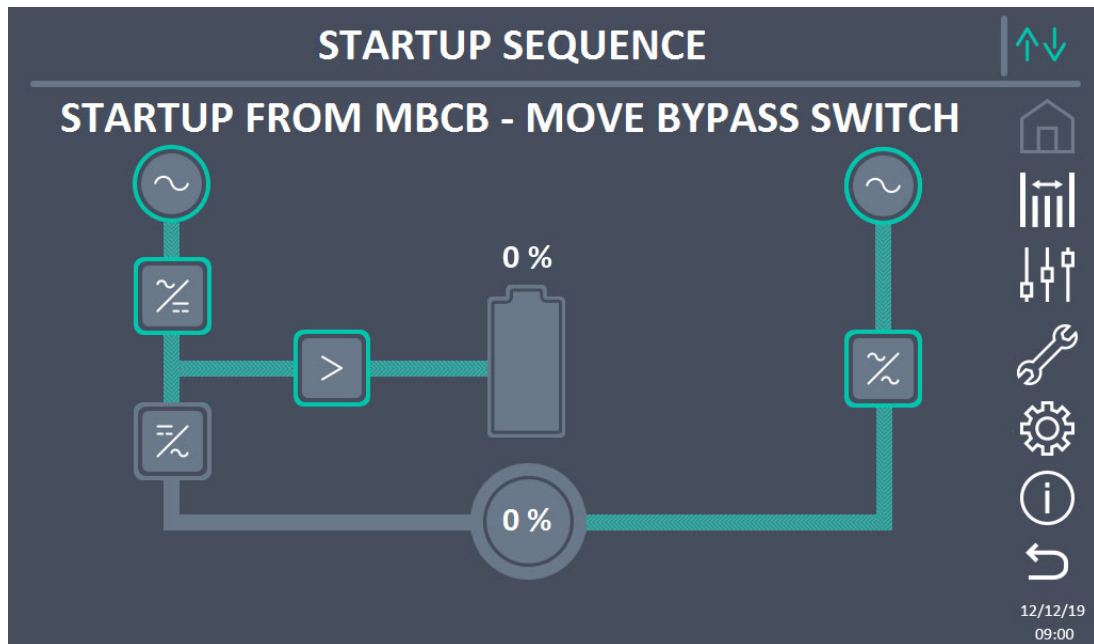 STARTUP SEQUENCE
STARTUP FROM MBCB - MOVE BYPASS SWITCH
0 %
0 %
12/12/19
09:00